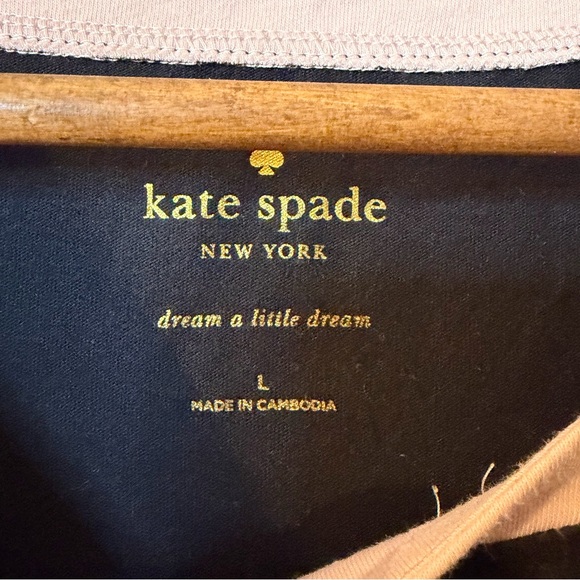 kate spade
NEW YORK
dream a little dream
L
MADE IN CAMBODIA